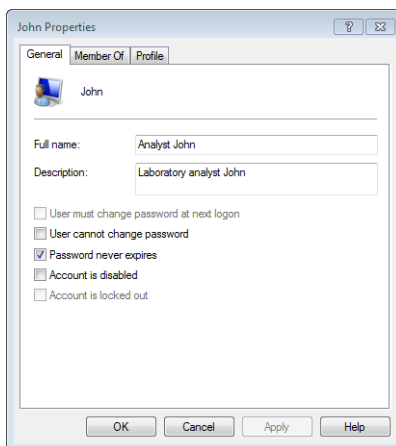 John Properties
General Member Of Profile
John
Full name: Analyst John
Description: Laboratory analyst John
User must change password at next logon
User cannot change password
Password never expires
Account is disabled
Account is locked out
OK Cancel Apply Help